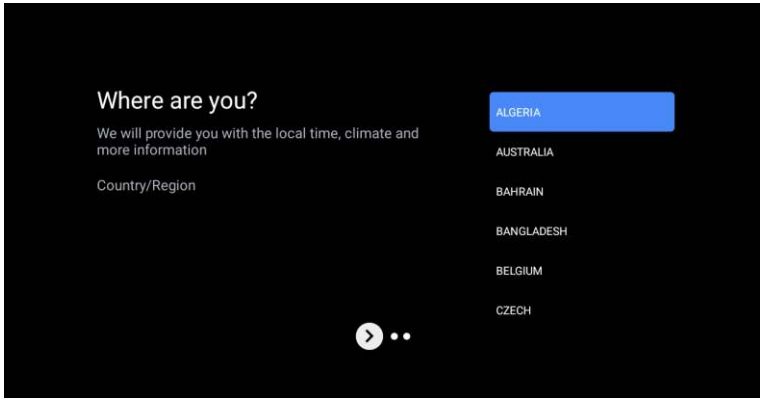 Where are you?
We will provide you with the local time, climate and
more information
Country/Region
ALGERIA
AUSTRALIA
BAHRAIN
BANGLADESH
BELGIUM
CZECH